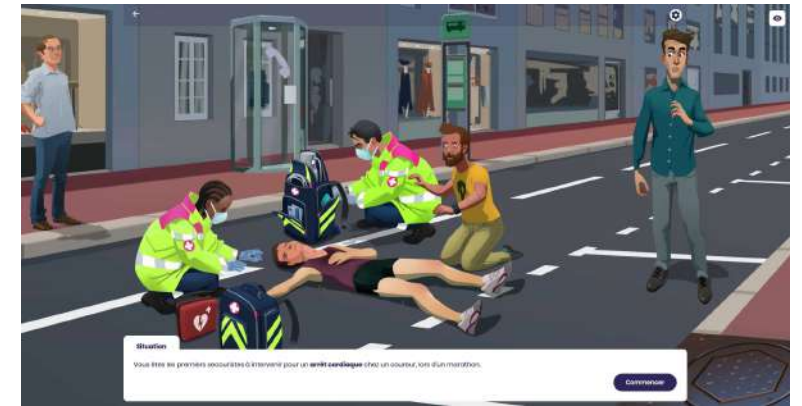 Situation
Vous êtes les premiers secouristes à intervenir pour un arrêt cardiaque chez un coureur, lors d'un marathon.
Commencer